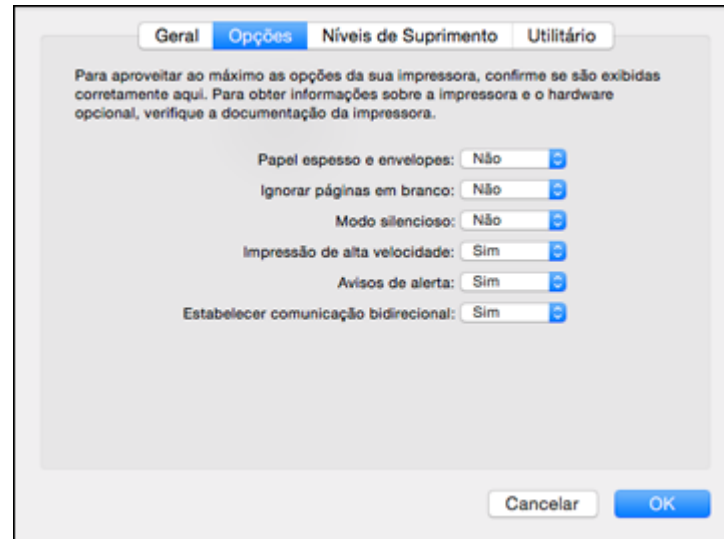 Geral Opções Níveis de Suprimento Utilitário
Para aproveitar ao máximo as opções da sua impressora, confirme se são exibidas
corretamente aqui. Para obter informações sobre a impressora e o hardware
opcional, verifique a documentação da impressora.
Papel espesso e envelopes: Não
Ignorar páginas em branco: Não
Modo silencioso: Não
Impressão de alta velocidade: Sim
Avisos de alerta: Sim
Estabelecer comunicação bidirecional: Sim
Cancelar OK